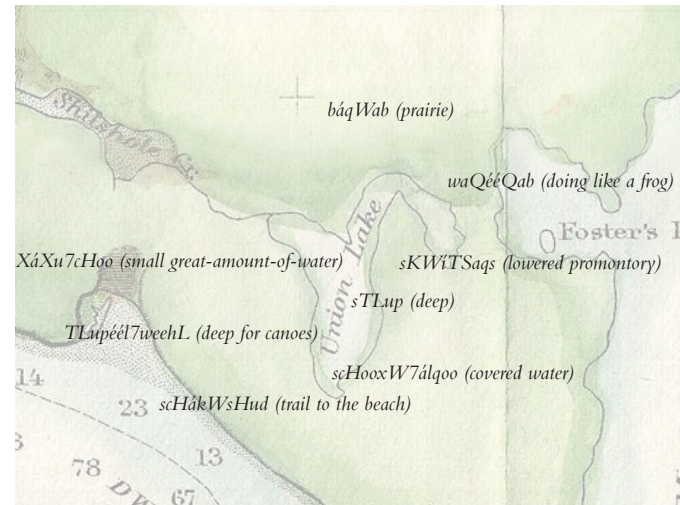 báqWab (prairie)
Shilshole Cr.
waQééQab (doing like a frog)
Foster's
XáXu7cHoo (small great-amount-of-water)
sKWíTSaqs (lowered promontory)
Union Lake
sTLup (deep)
TLupéél7weehL (deep for canoes)
scHooxW7álqoo (covered water)
14
23
scHákWsHud (trail to the beach)
13
78
67